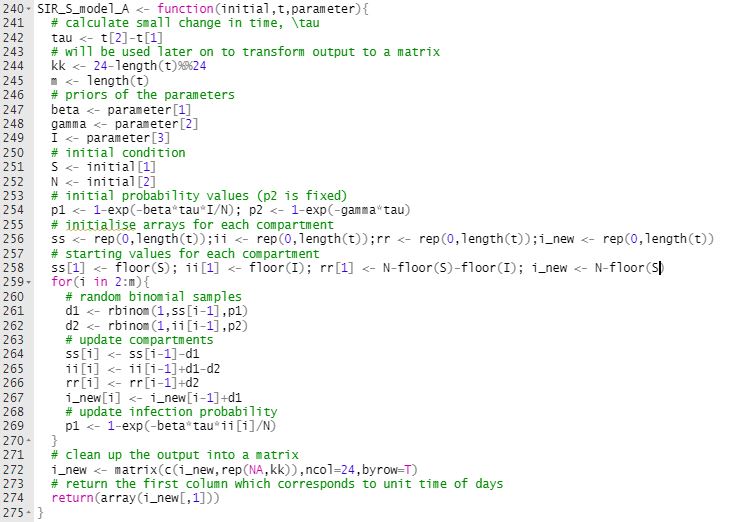 240 SIR_S_model_A <- function(initial,t,parameter){
241 # calculate small change in time, \tau
242 tau <- t[2]-t[1]
243 # will be used later on to transform output to a matrix
244 kk <- 24-length(t)%%24
245 m <- length(t)
246 # priors of the parameters
247 beta <- parameter[1]
248 gamma <- parameter[2]
249 I <- parameter[3]
250 # initial condition
251 S <- initial[1]
252 N <- initial[2]
253 # initial probability values (p2 is fixed)
254 p1 <- 1-exp(-beta*tau*I/N); p2 <- 1-exp(-gamma*tau)
255 # initialise arrays for each compartment
256 ss <- rep(0,length(t));ii <- rep(0,length(t));rr <- rep(0,length(t));i_new <- rep(0,length(t))
257 # starting values for each compartment
258 ss[1] <- floor(S); ii[1] <- floor(I); rr[1] <- N-floor(S)-floor(I); i_new <- N-floor(S)
259 for(i in 2:m){
260 # random binomial samples
261 d1 <- rbinom(1,ss[i-1],p1)
262 d2 <- rbinom(1,ii[i-1],p2)
263 # update compartments
264 ss[i] <- ss[i-1]-d1
265 ii[i] <- ii[i-1]+d1-d2
266 rr[i] <- rr[i-1]+d2
267 i_new[i] <- i_new[i-1]+d1
268 # update infection probability
269 p1 <- 1-exp(-beta*tau*ii[i]/N)
270 }
271 # clean up the output into a matrix
272 i_new <- matrix(c(i_new,rep(NA,kk)),ncol=24,byrow=T)
273 # return the first column which corresponds to unit time of days
274 return(array(i_new[,1]))
275 }